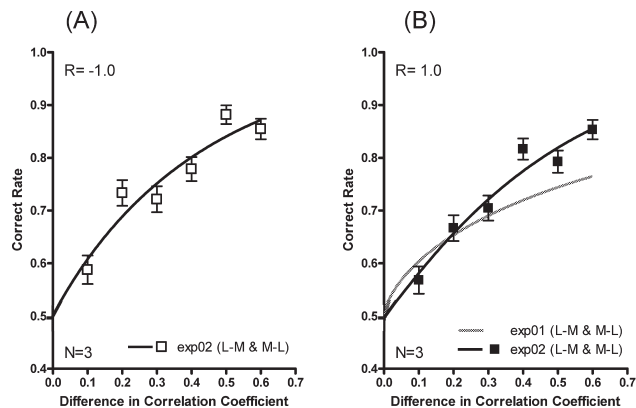 (A)
(B)
R= -1.0
R= 1.0
1.0
0.9
0.8
0.7
0.6
0.5
0.4
Correct Rate
N=3
exp02 (L-M & M-L)
0.0 0.1 0.2 0.3 0.4 0.5 0.6 0.7
Difference in Correlation Coefficient
1.0
0.9
0.8
0.7
0.6
0.5
0.4
Correct Rate
N=3
exp01 (L-M & M-L)
exp02 (L-M & M-L)
0.0 0.1 0.2 0.3 0.4 0.5 0.6 0.7
Difference in Correlation Coefficient